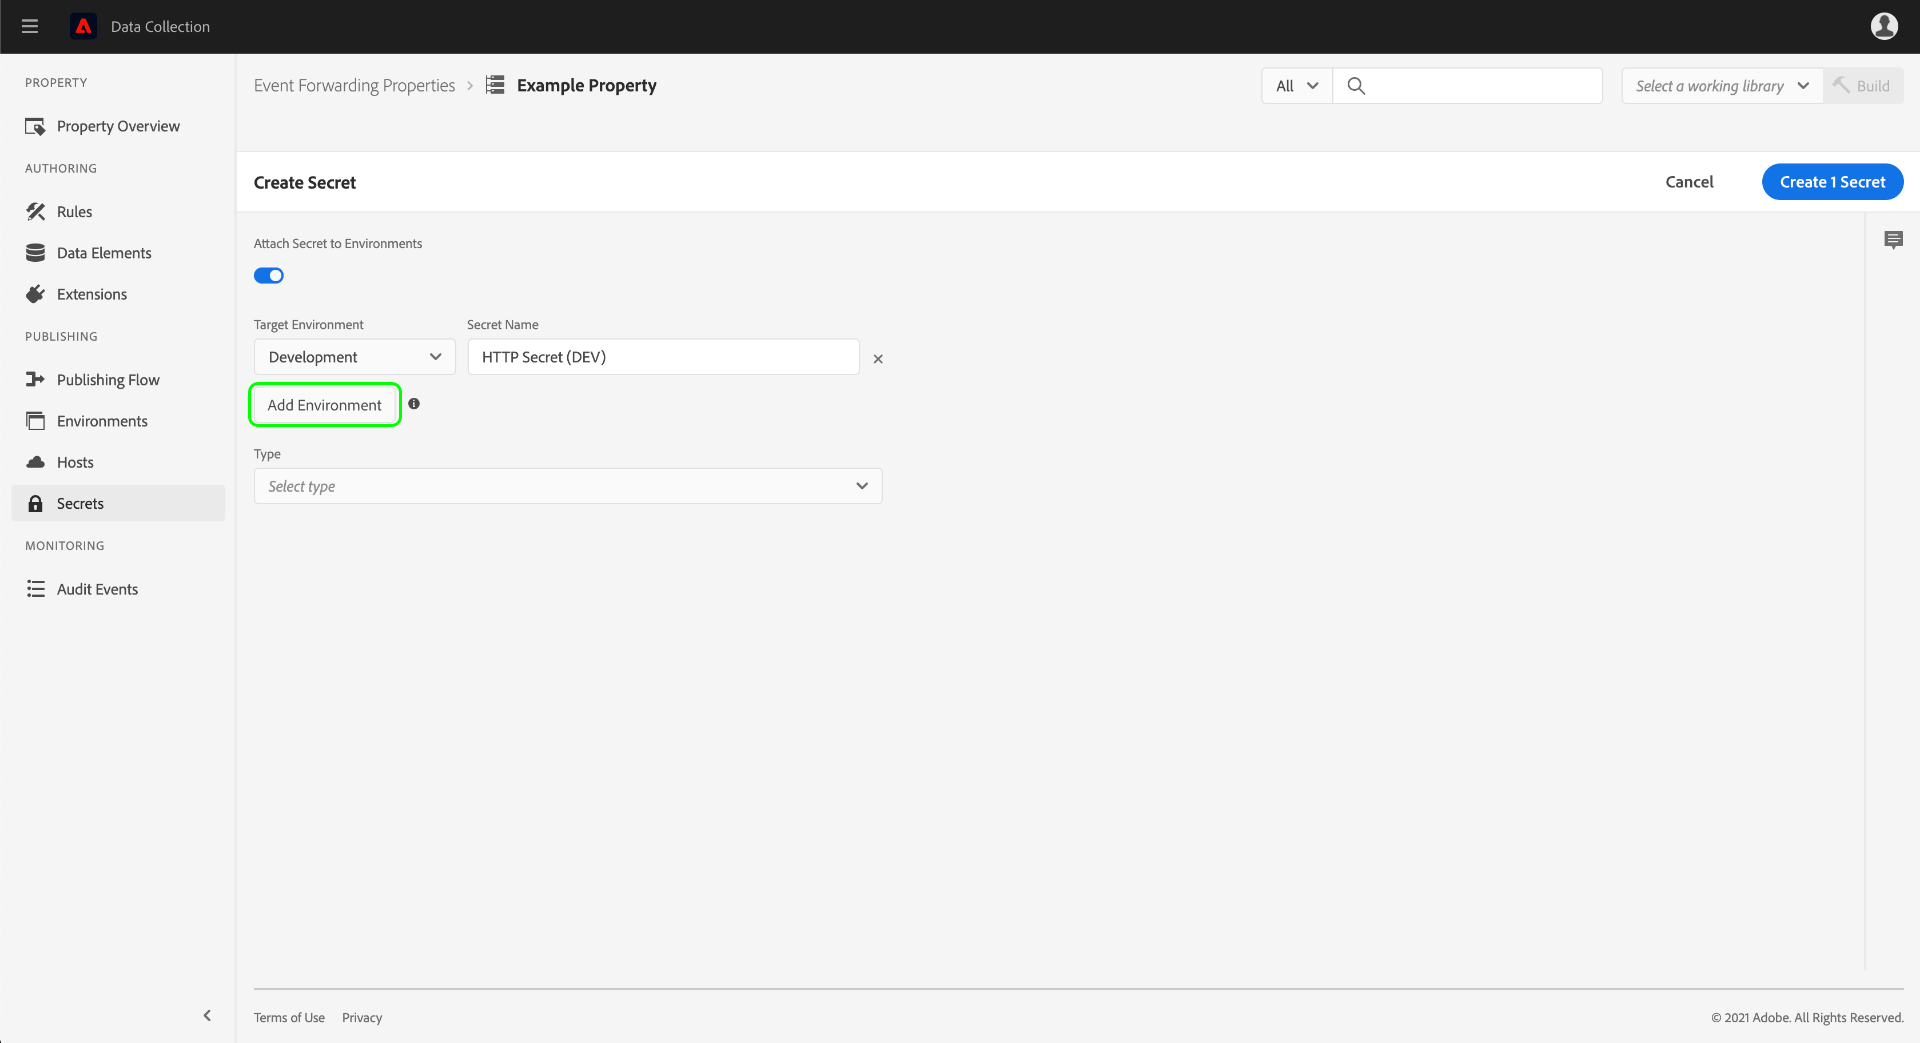 Data Collection
PROPERTY
Property Overview
AUTHORING
Rules
Data Elements
Extensions
PUBLISHING
Publishing Flow
Environments
Hosts
Secrets
MONITORING
Audit Events
Event Forwarding Properties > Example Property
All
Select a working library
Build
Create Secret
Cancel
Create 1 Secret
Attach Secret to Environments
Target Environment
Secret Name
Development
HTTP Secret (DEV)
Add Environment
Type
Select type
Terms of Use
Privacy
© 2021 Adobe. All Rights Reserved.